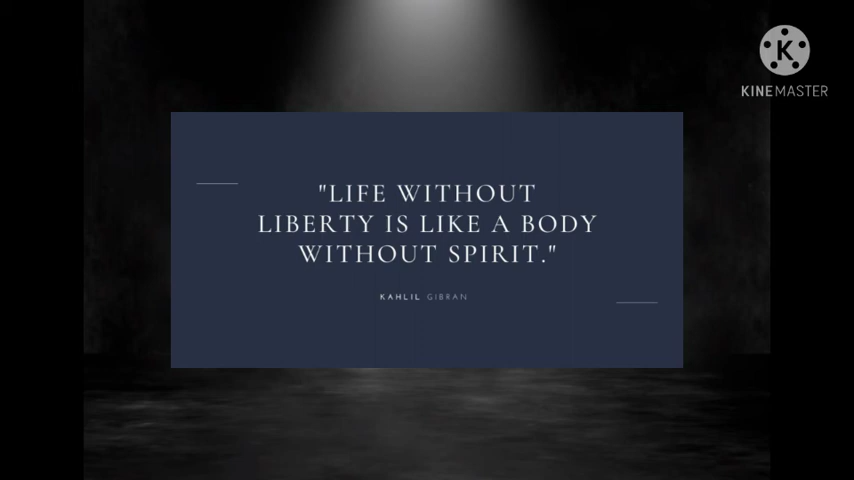 K
KINEMASTER
"LIFE WITHOUT
LIBERTY IS LIKE A BODY
WITHOUT SPIRIT."
KAHLIL GIBRAN